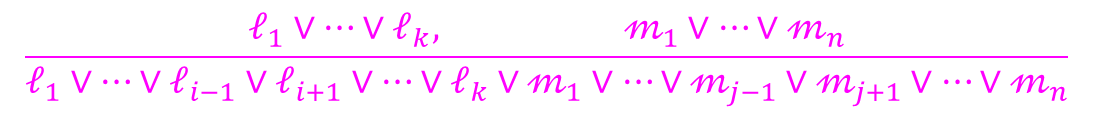 ℓ₁ ∨ ⋯ ∨ ℓₖ, 𝓂₁ ∨ ⋯ ∨ 𝓂ₙ
ℓ₁ ∨ ⋯ ∨ ℓᵢ₋₁ ∨ ℓᵢ₊₁ ∨ ⋯ ∨ ℓₖ ∨ 𝓂₁ ∨ ⋯ ∨ 𝓂ⱼ₋₁ ∨ 𝓂ⱼ₊₁ ∨ ⋯ ∨ 𝓂ₙ